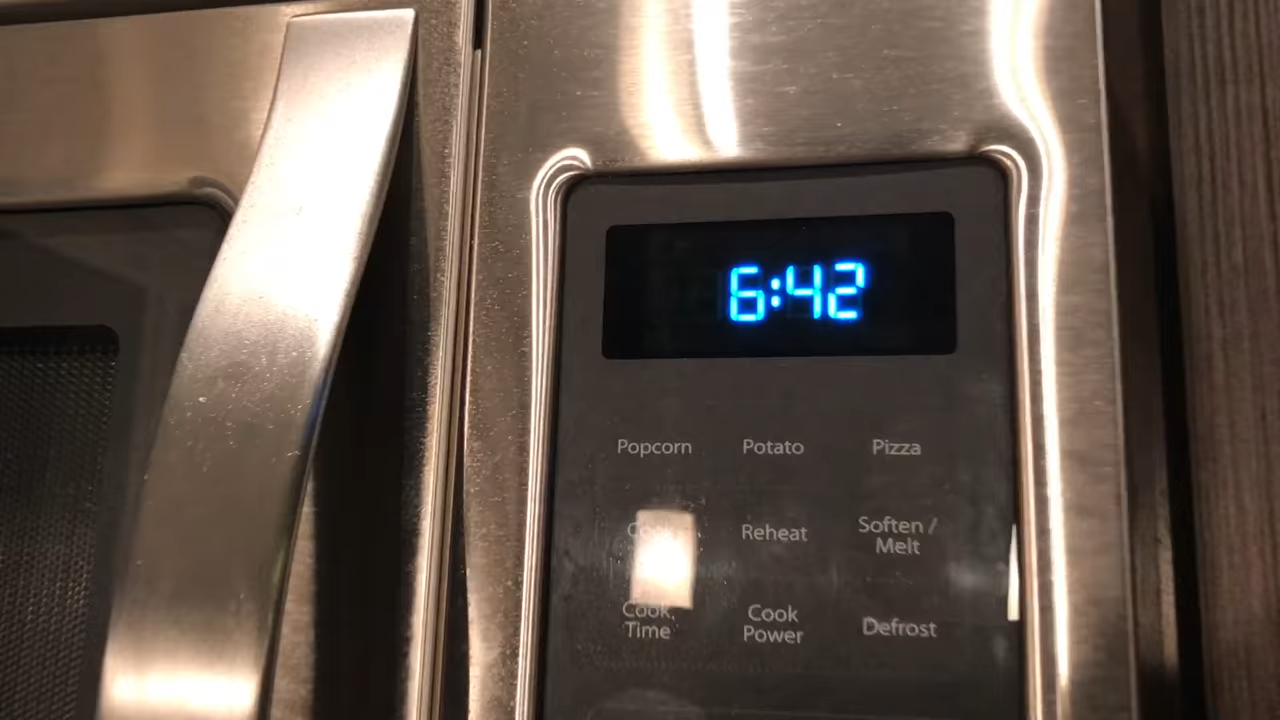 6:42
Popcorn Potato Pizza
Reheat Soften /
Melt
Cook Cook Defrost
Time Power